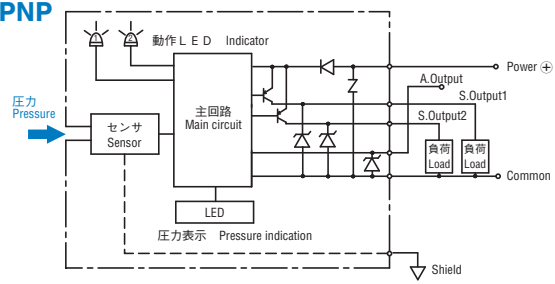 PNP
1 2
動作LED Indicator
Power ⊕
A.Output
圧力
Pressure
S.Output1
主回路
Main circuit
センサ
Sensor
S.Output2
負荷
Load
負荷
Load
Common
LED
圧力表示 Pressure indication
Shield